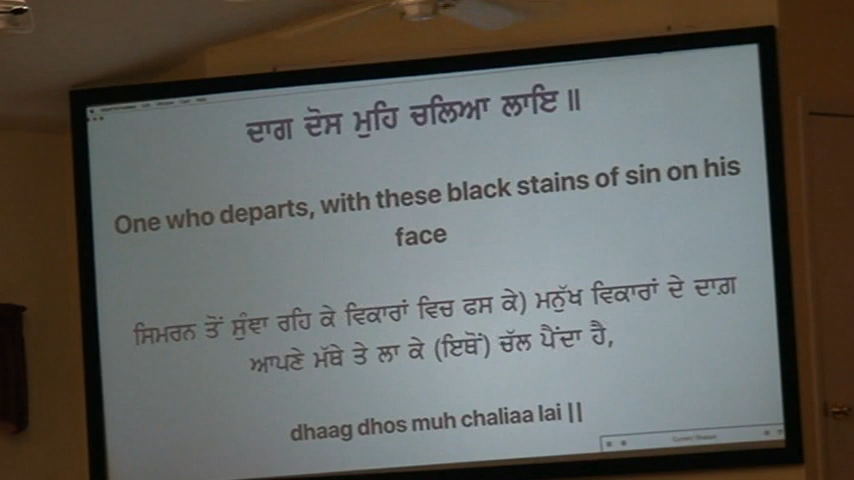 ਦਾਗ ਦੋਸ ਮੁਹਿ ਚਲਿਆ ਲਾਇ ॥
One who departs, with these black stains of sin on his
face
ਸਿਮਰਨ ਤੋਂ ਸੁੰਞਾ ਰਹਿ ਕੇ ਵਿਕਾਰਾਂ ਵਿਚ ਫਸ ਕੇ) ਮਨੁੱਖ ਵਿਕਾਰਾਂ ਦੇ ਦਾਗ਼
ਆਪਣੇ ਮੱਥੇ ਤੇ ਲਾ ਕੇ (ਇਥੋਂ) ਚੱਲ ਪੈਂਦਾ ਹੈ,
dhaag dhos muh chaliaa lai ||